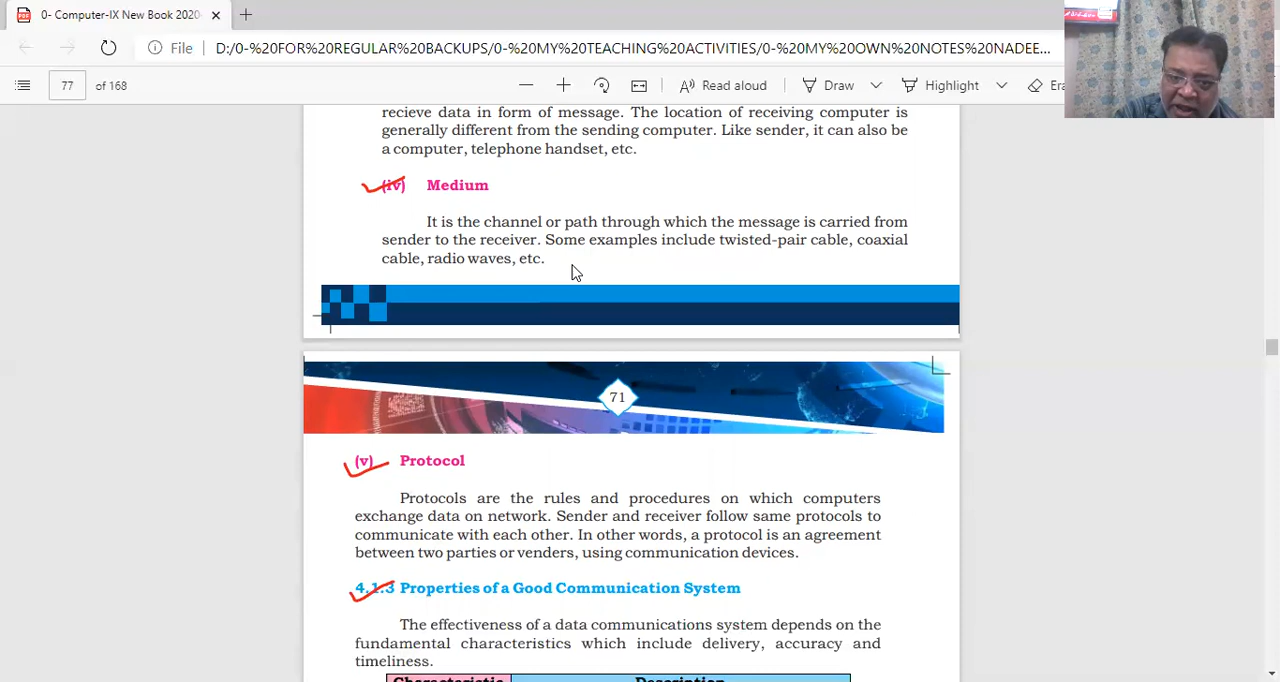 0- Computer-IX New Book 2020-
File
D:/0-%20FOR%20REGULAR%20BACKUPS/0-%20MY%20TEACHING%20ACTIVITIES/0-%20MY%20OWN%20NOTES%20NADEE...
77 of 168
Read aloud
Draw
Highlight
Era
recieve data in form of message. The location of receiving computer is
generally different from the sending computer. Like sender, it can also be
a computer, telephone handset, etc.
(iv) Medium
It is the channel or path through which the message is carried from
sender to the receiver. Some examples include twisted-pair cable, coaxial
cable, radio waves, etc.
71
(v) Protocol
Protocols are the rules and procedures on which computers
exchange data on network. Sender and receiver follow same protocols to
communicate with each other. In other words, a protocol is an agreement
between two parties or venders, using communication devices.
4.1.3 Properties of a Good Communication System
The effectiveness of a data communications system depends on the
fundamental characteristics which include delivery, accuracy and
timeliness.
Characteristic Description